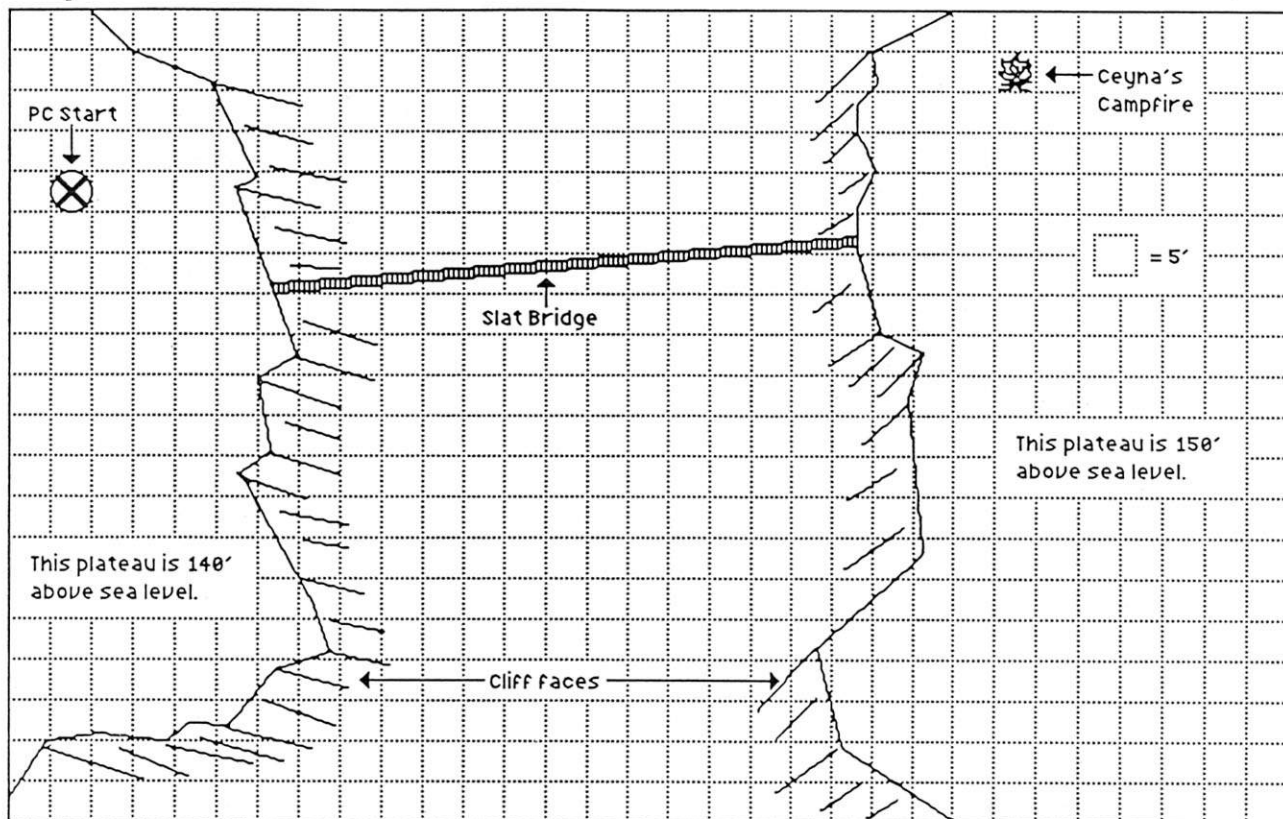 PC Start
Ceyna's
Campfire
= 5'
Slat Bridge
This plateau is 150'
above sea level.
This plateau is 140'
above sea level.
Cliff faces